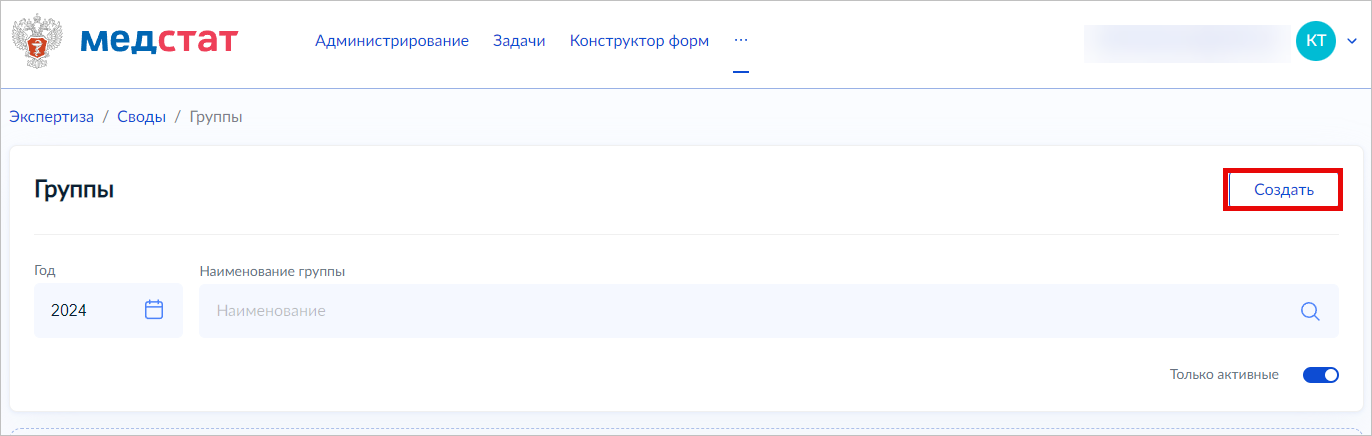 медстат
Администрирование Задачи Конструктор форм ...
КТ
Экспертиза / Своды / Группы
Группы
Создать
Год
Наименование группы
2024
Наименование
Только активные